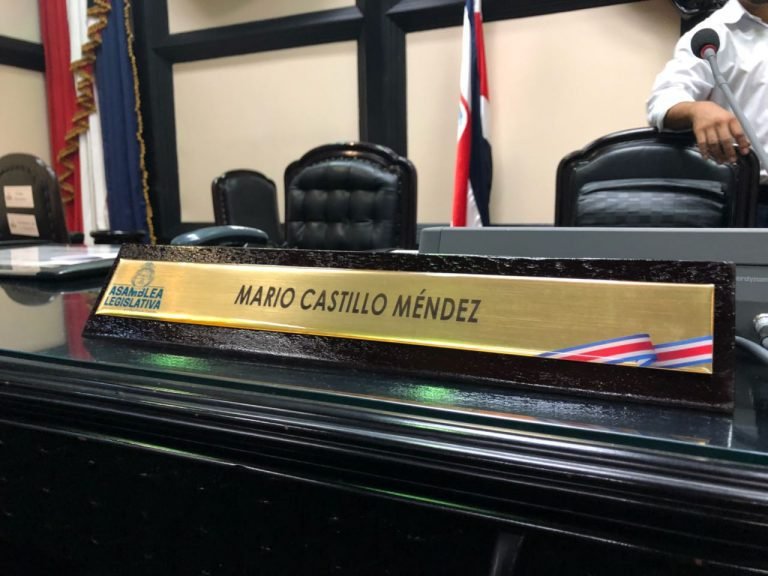 ASAMBLEA
LEGISLATIVA
MARIO CASTILLO MÉNDEZ